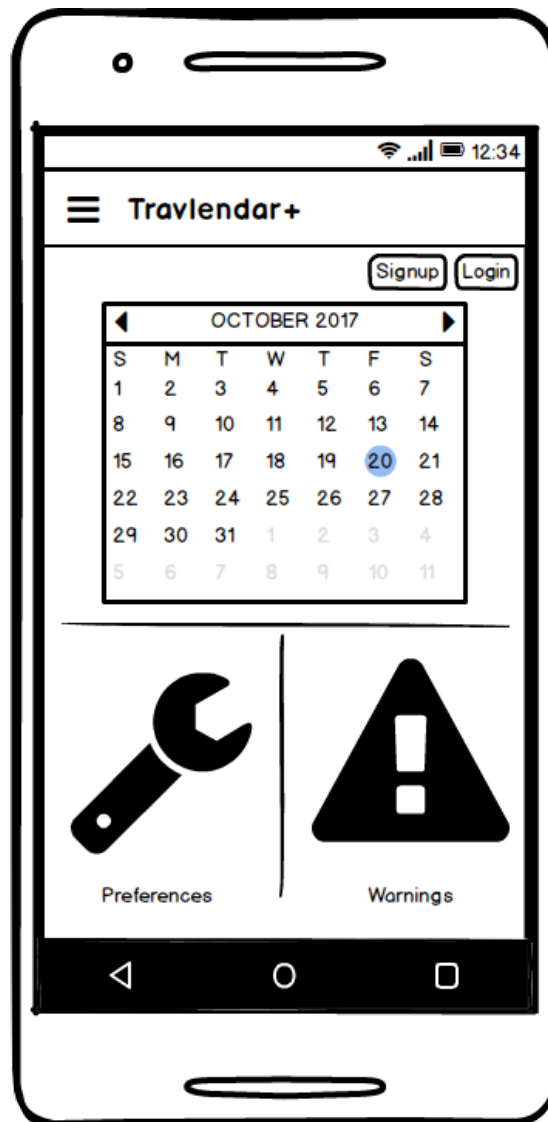 12:34
Travlendar+
Signup Login
OCTOBER 2017
S M T W T F S
1 2 3 4 5 6 7
8 9 10 11 12 13 14
15 16 17 18 19 20 21
22 23 24 25 26 27 28
29 30 31 1 2 3 4
5 6 7 8 9 10 11
Preferences Warnings